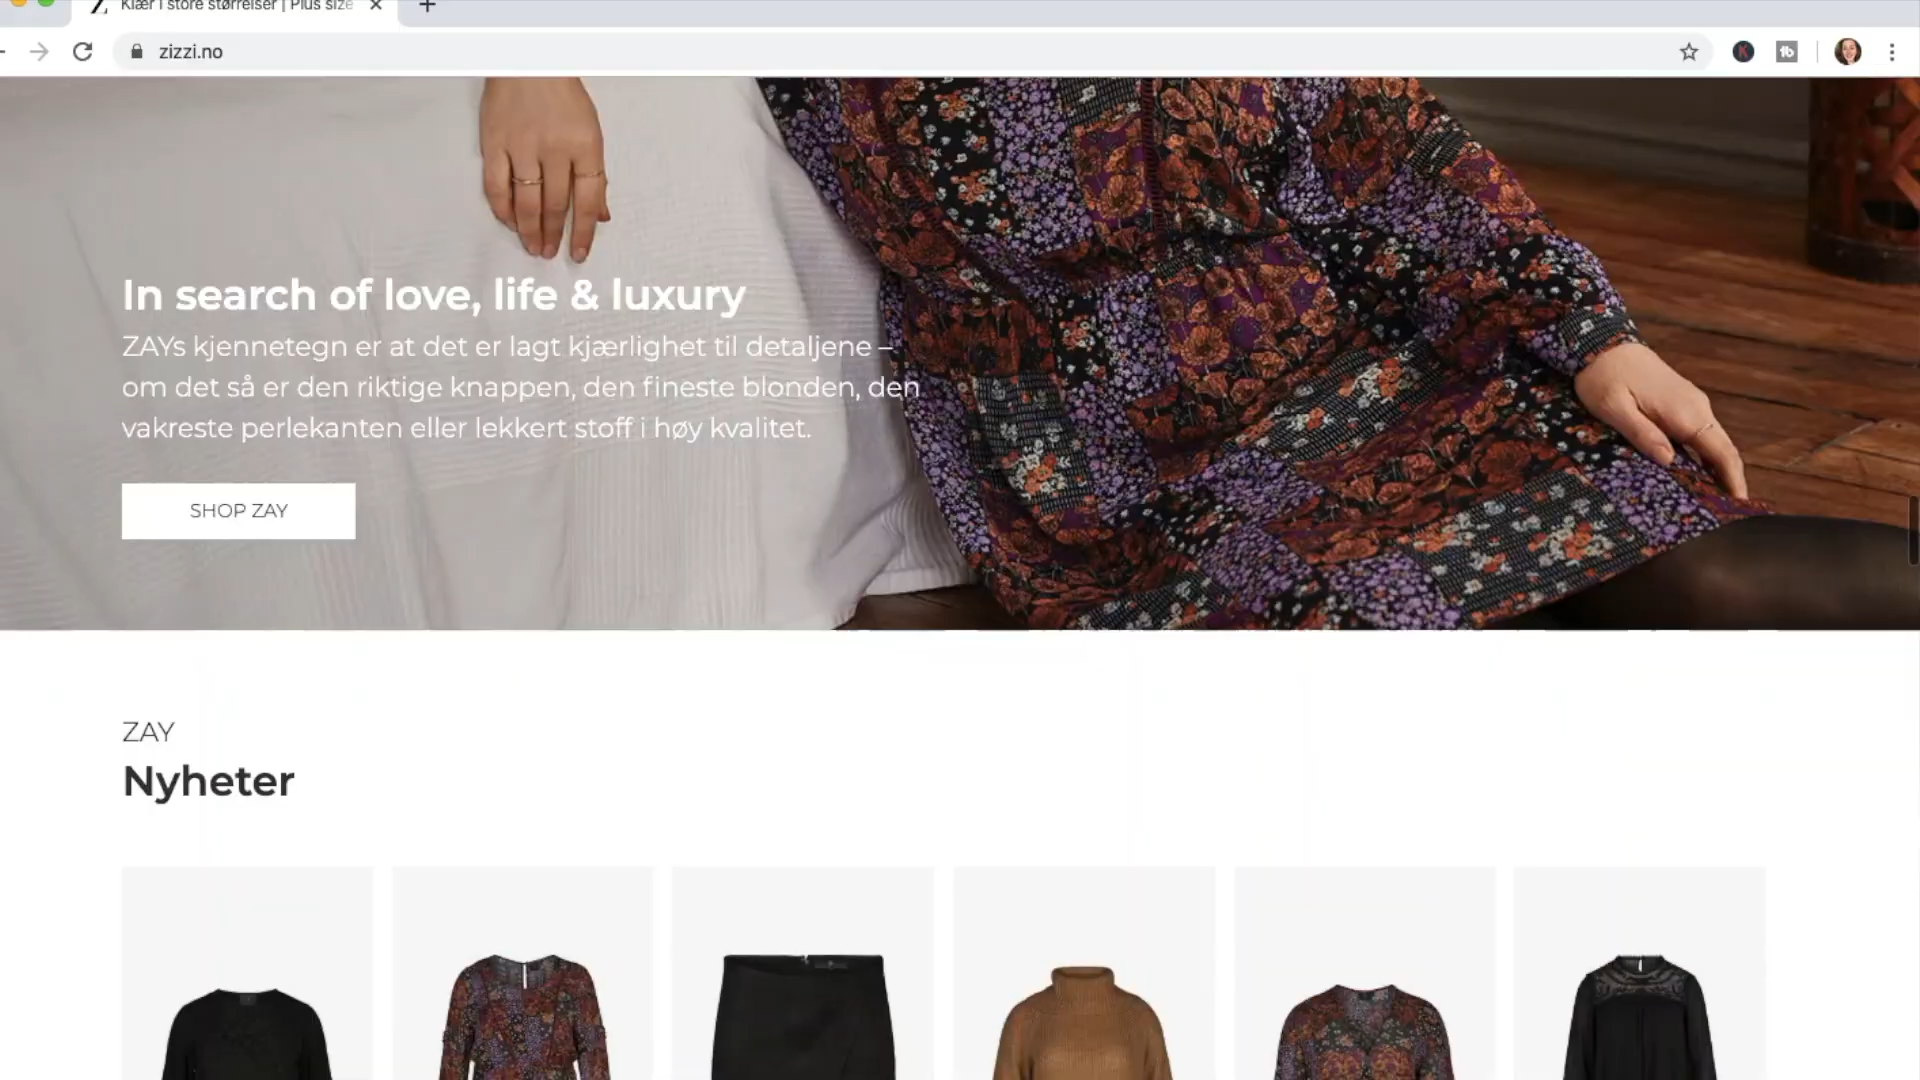 Klær i store størrelser | Plus size
zizzi.no
In search of love, life & luxury
ZAYs kjennetegn er at det er lagt kjærlighet til detaljene –
om det så er den riktige knappen, den fineste blonden, den
vakreste perlekanten eller lekkert stoff i høy kvalitet.
SHOP ZAY
ZAY
Nyheter